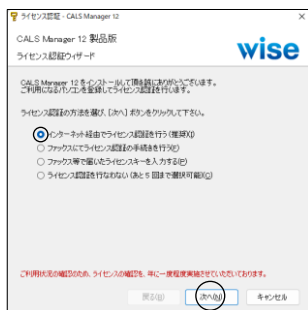 ライセンス認証 - CALS Manager 12
CALS Manager 12 製品版
ライセンス認証ウィザード
wise
CALS Manager 12 をインストールして頂き誠にありがとうございます。
ご利用になるパソコンを登録してライセンス認証を行います。
ライセンス認証の方法を選び、[次へ] ボタンをクリックして下さい。
インターネット経由でライセンス認証を行う(推奨)(I)
ファックスにてライセンス認証の手続きを行う(F)
ファックス等で届いたライセンスキーを入力する(E)
ライセンス認証を行なわない (あと 5 回まで選択可能)(C)
ご利用状況の確認のため、ライセンスの確認を、年に一度程度実施させていただいております。
戻る(B)
次へ(N)
キャンセル